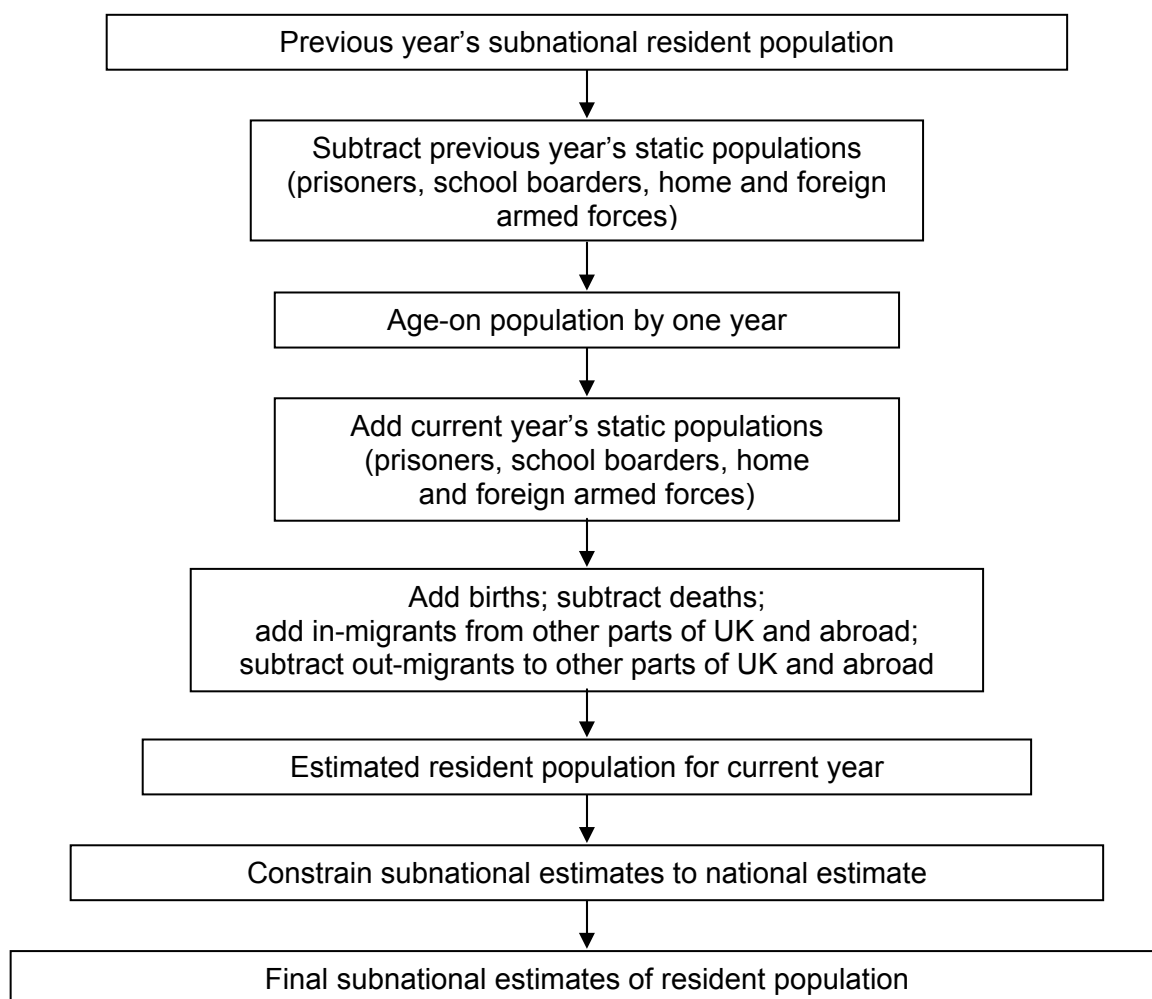 Previous year’s subnational resident population
Subtract previous year’s static populations
(prisoners, school boarders, home and foreign
armed forces)
Age-on population by one year
Add current year’s static populations
(prisoners, school boarders, home
and foreign armed forces)
Add births; subtract deaths;
add in-migrants from other parts of UK and abroad;
subtract out-migrants to other parts of UK and abroad
Estimated resident population for current year
Constrain subnational estimates to national estimate
Final subnational estimates of resident population